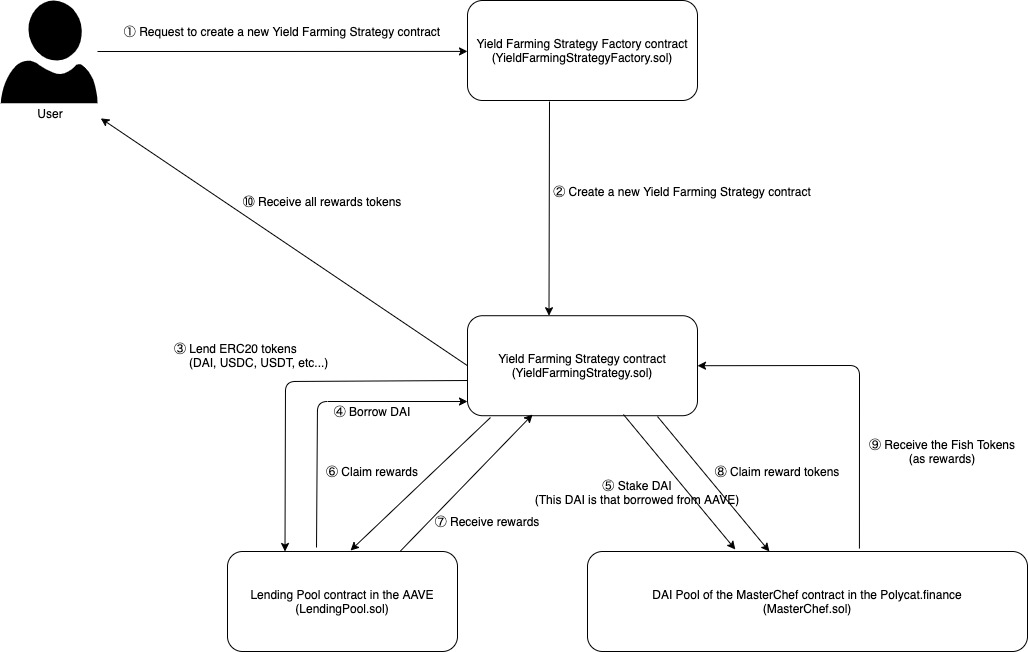 ① Request to create a new Yield Farming Strategy contract
Yield Farming Strategy Factory contract
(YieldFarmingStrategyFactory.sol)
User
② Create a new Yield Farming Strategy contract
⑩ Receive all rewards tokens
③ Lend ERC20 tokens
(DAI, USDC, USDT, etc...)
Yield Farming Strategy contract
(YieldFarmingStrategy.sol)
④ Borrow DAI
⑨ Receive the Fish Tokens
(as rewards)
⑥ Claim rewards
⑧ Claim reward tokens
⑤ Stake DAI
(This DAI is that borrowed from AAVE)
⑦ Receive rewards
Lending Pool contract in the AAVE
(LendingPool.sol)
DAI Pool of the MasterChef contract in the Polycat.finance
(MasterChef.sol)